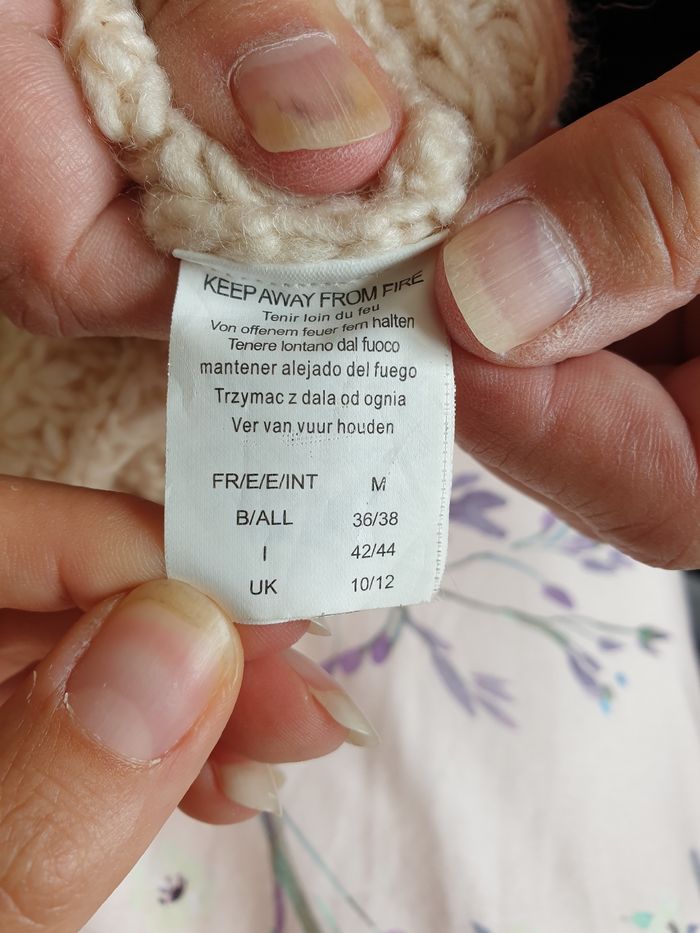 KEEP AWAY FROM FIRE
Tenir loin du feu
Von offenem feuer fern halten
Tenere lontano dal fuoco
mantener alejado del fuego
Trzymac z dala od ognia
Ver van vuur houden
FR/E/E/INT M
B/ALL 36/38
I 42/44
UK 10/12